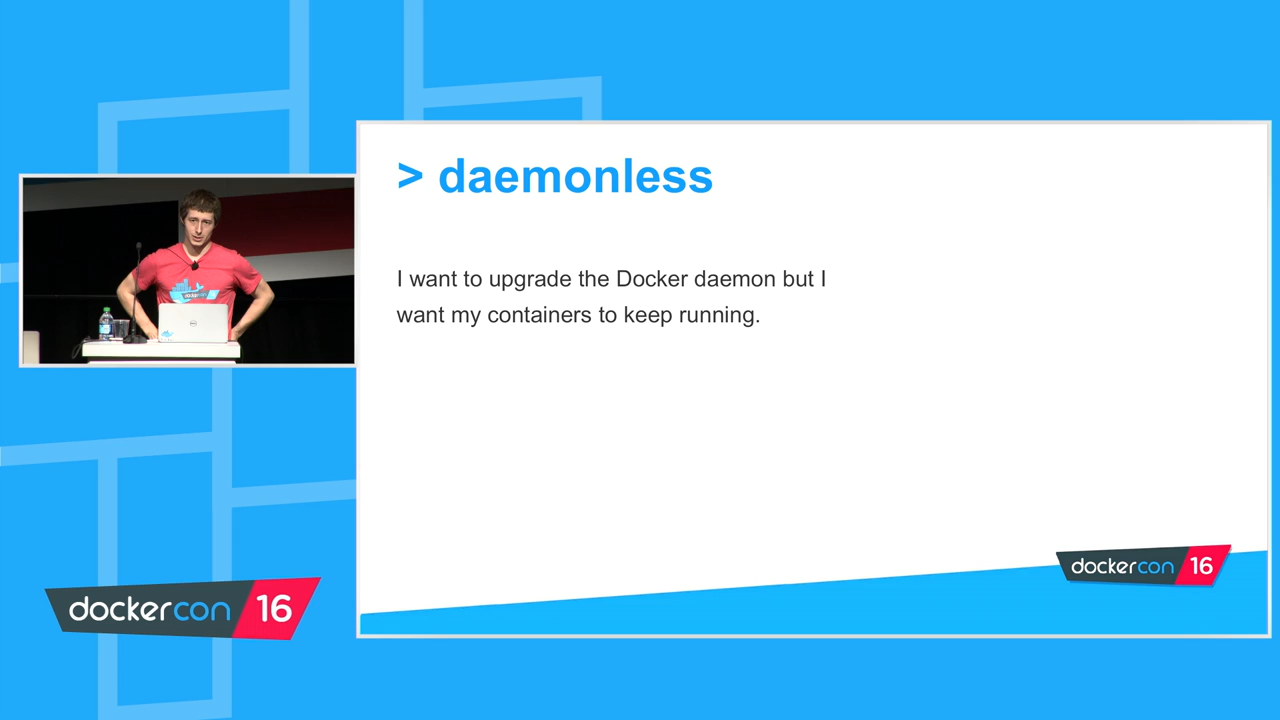 > daemonless
I want to upgrade the Docker daemon but I
want my containers to keep running.
dockercon 16
dockercon 16